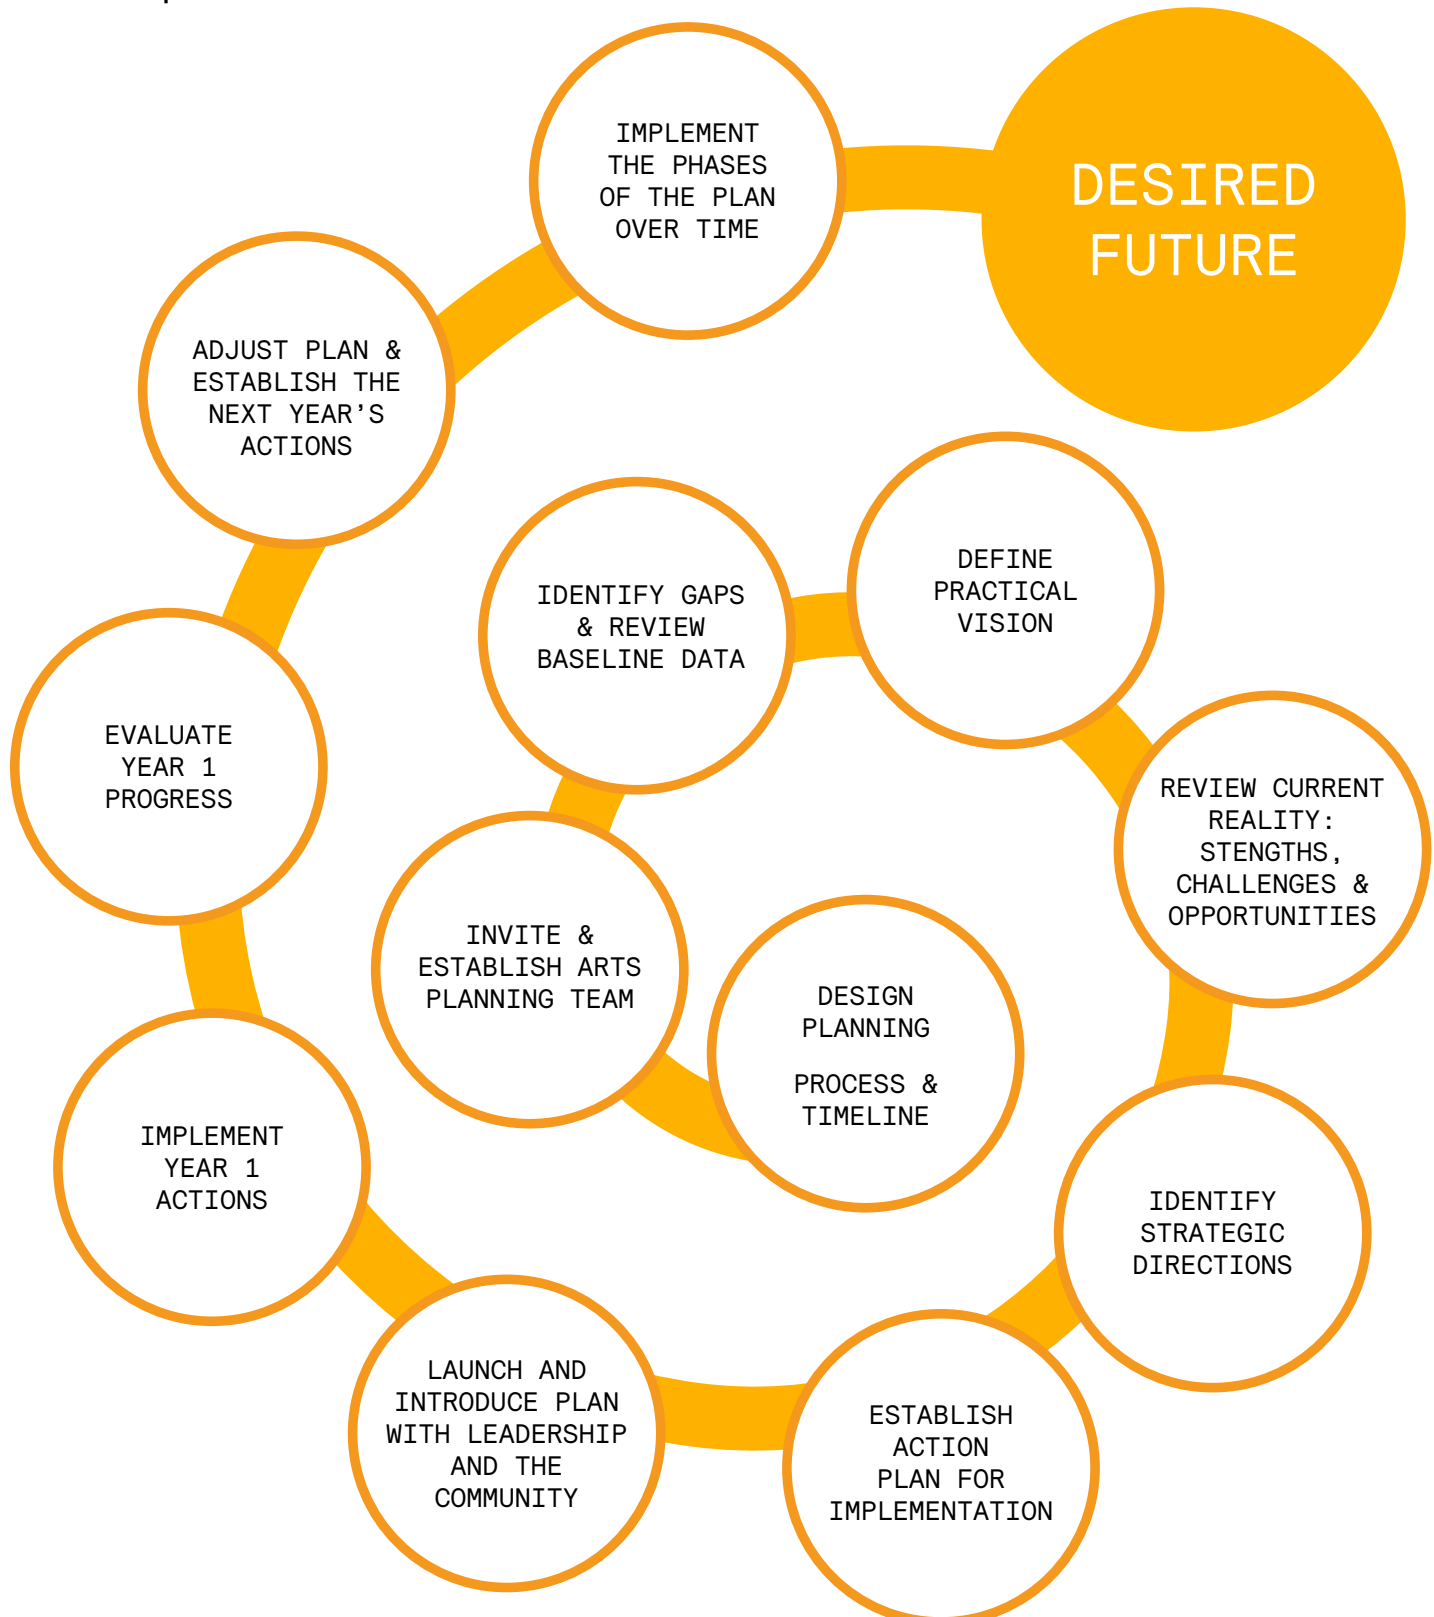 IMPLEMENT
THE PHASES
OF THE PLAN
OVER TIME
DESIRED
FUTURE
ADJUST PLAN &
ESTABLISH THE
NEXT YEAR’S
ACTIONS
IDENTIFY GAPS
& REVIEW
BASELINE DATA
DEFINE
PRACTICAL
VISION
EVALUATE
YEAR 1
PROGRESS
REVIEW CURRENT
REALITY:
STENGTHS,
CHALLENGES &
OPPORTUNITIES
INVITE &
ESTABLISH ARTS
PLANNING TEAM
DESIGN
PLANNING
PROCESS &
TIMELINE
IMPLEMENT
YEAR 1
ACTIONS
IDENTIFY
STRATEGIC
DIRECTIONS
LAUNCH AND
INTRODUCE PLAN
WITH LEADERSHIP
AND THE
COMMUNITY
ESTABLISH
ACTION
PLAN FOR
IMPLEMENTATION